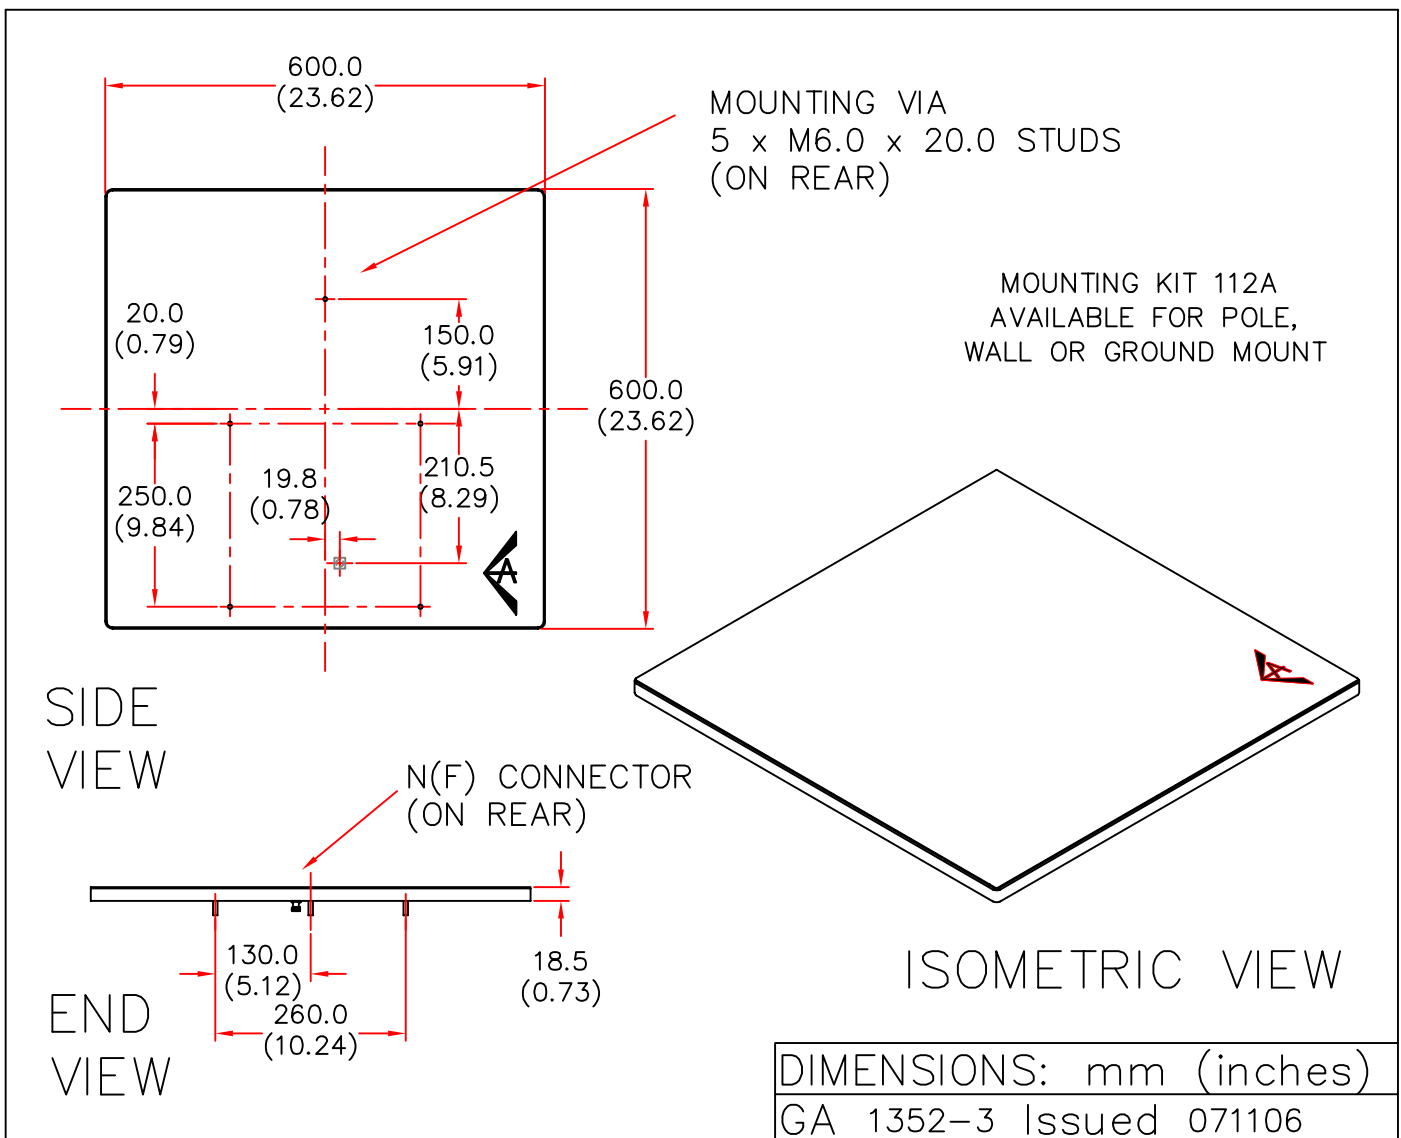 600.0
(23.62)
MOUNTING VIA
5 x M6.0 x 20.0 STUDS
(ON REAR)
MOUNTING KIT 112A
AVAILABLE FOR POLE,
WALL OR GROUND MOUNT
20.0
(0.79)
150.0
(5.91)
600.0
(23.62)
250.0
(9.84)
19.8
(0.78)
210.5
(8.29)
A
SIDE
VIEW
A
N(F) CONNECTOR
(ON REAR)
130.0
(5.12)
260.0
(10.24)
18.5
(0.73)
END
VIEW
ISOMETRIC VIEW
DIMENSIONS: mm (inches)
GA 1352-3 Issued 071106